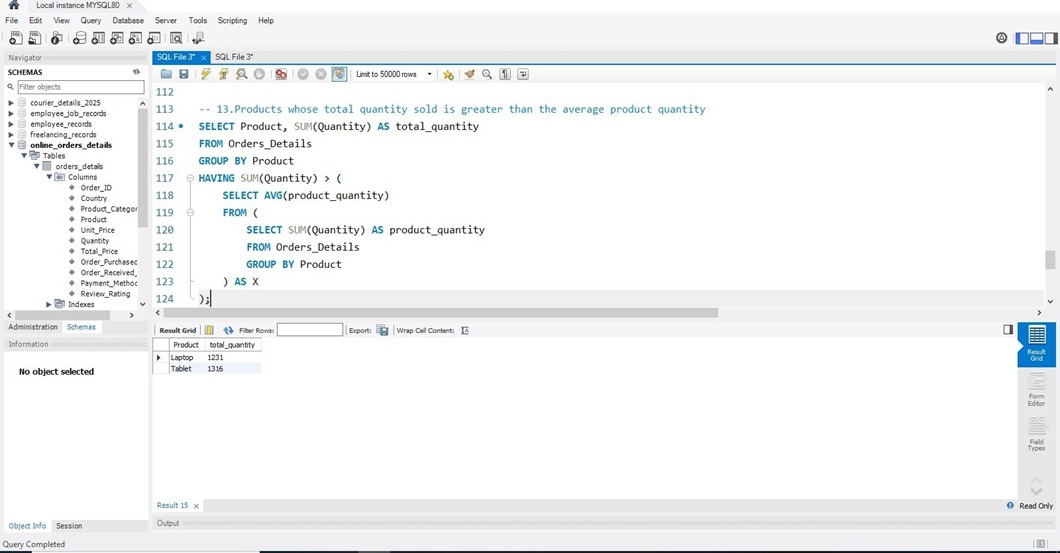 Local instance MYSQL80 ×
File Edit View Query Database Server Tools Scripting Help
Navigator
SCHEMAS
Filter objects
courier_details_2025
employee_job_records
employee_records
freelancing_records
online_orders_details
Tables
orders_details
Columns
Order_ID
Country
Product_Categor
Product
Unit_Price
Quantity
Total_Price
Order_Purchased
Order_Received_
Payment_Method
Review_Rating
Indexes
Administration Schemas
Information
No object selected
Object Info Session
SQL File 3* × SQL File 3*
Limit to 50000 rows
112
113 -- 13.Products whose total quantity sold is greater than the average product quantity
114 SELECT Product, SUM(Quantity) AS total_quantity
115 FROM Orders_Details
116 GROUP BY Product
117 HAVING SUM(Quantity) > (
118 SELECT AVG(product_quantity)
119 FROM (
120 SELECT SUM(Quantity) AS product_quantity
121 FROM Orders_Details
122 GROUP BY Product
123 ) AS X
124 );
Result Grid Filter Rows: Export: Wrap Cell Content:
Product total_quantity
Laptop 1231
Tablet 1316
Result
Grid
Form
Editor
Field
Types
Result 15 ×
Read Only
Output
Query Completed